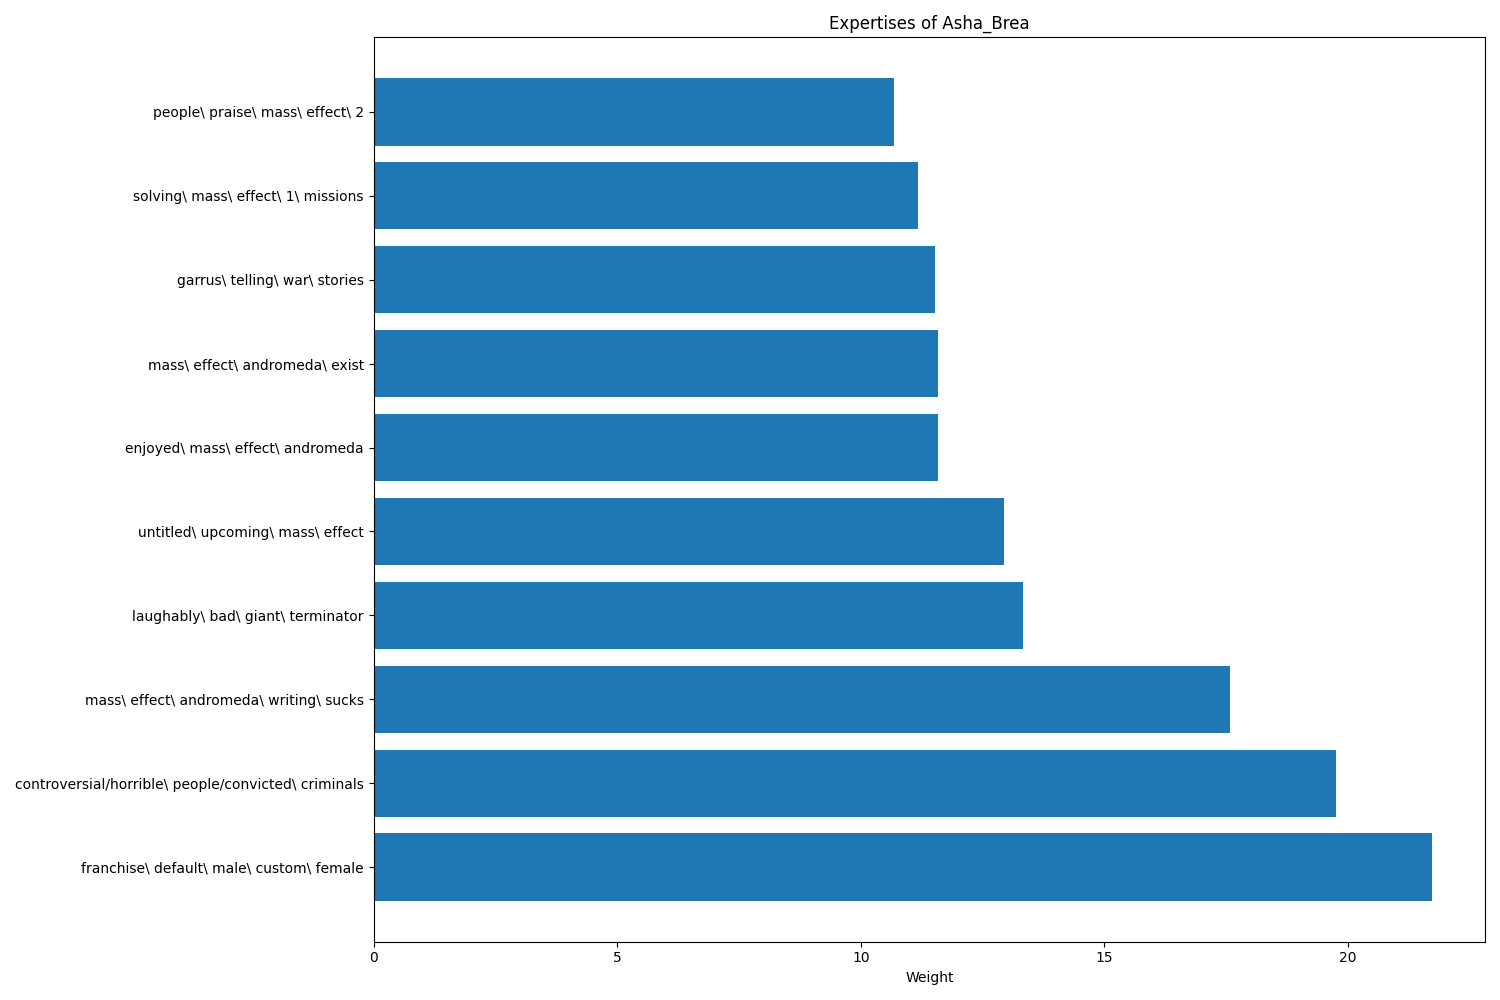 Expertises of Asha_Brea
people\ praise\ mass\ effect\ 2
solving\ mass\ effect\ 1\ missions
garrus\ telling\ war\ stories
mass\ effect\ andromeda\ exist
enjoyed\ mass\ effect\ andromeda
untitled\ upcoming\ mass\ effect
laughably\ bad\ giant\ terminator
mass\ effect\ andromeda\ writing\ sucks
controversial/horrible\ people/convicted\ criminals
franchise\ default\ male\ custom\ female
0 5 10 15 20
Weight